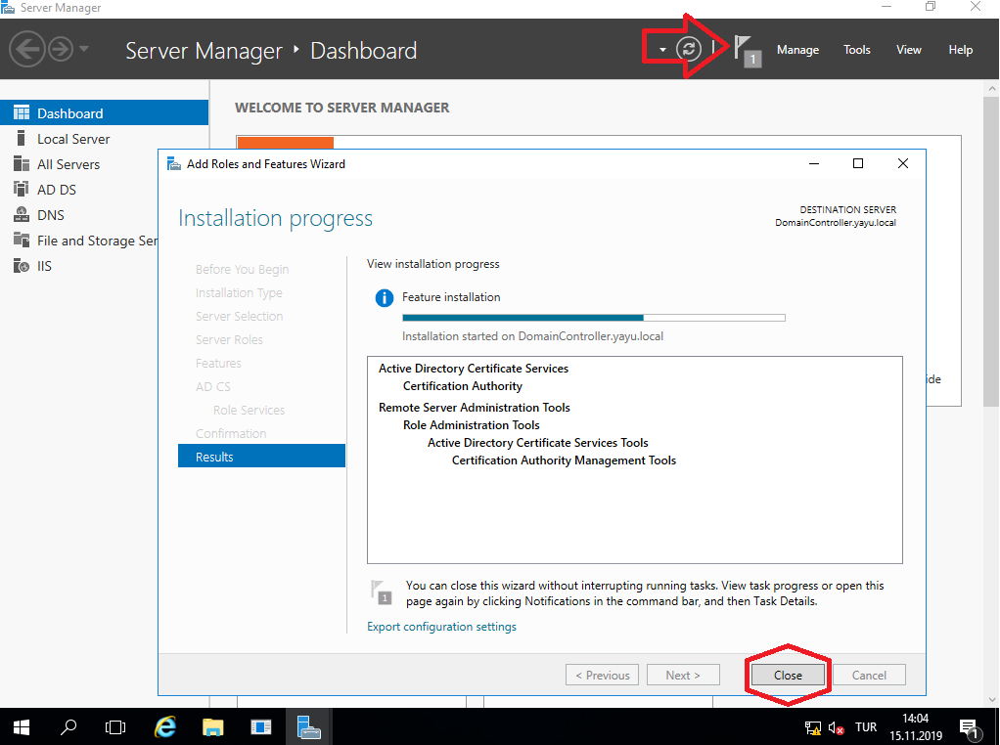 Server Manager
Server Manager ‣ Dashboard
1
Manage
Tools
View
Help
Dashboard
Local Server
All Servers
AD DS
DNS
File and Storage Ser
IIS
WELCOME TO SERVER MANAGER
Add Roles and Features Wizard
Installation progress
DESTINATION SERVER
DomainController.yayu.local
Before You Begin
Installation Type
Server Selection
Server Roles
Features
AD CS
Role Services
Confirmation
Results
View installation progress
Feature installation
Installation started on DomainController.yayu.local
Active Directory Certificate Services
Certification Authority
Remote Server Administration Tools
Role Administration Tools
Active Directory Certificate Services Tools
Certification Authority Management Tools
ide
1
You can close this wizard without interrupting running tasks. View task progress or open this
page again by clicking Notifications in the command bar, and then Task Details.
Export configuration settings
< Previous
Next >
Close
Cancel
TUR
14:04
15.11.2019
1